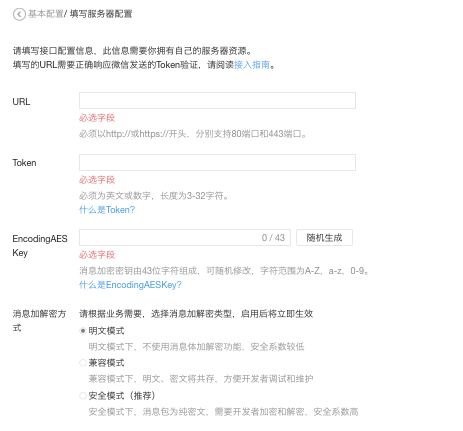 基本配置/ 填写服务器配置
请填写接口配置信息，此信息需要你拥有自己的服务器资源。
填写的URL需要正确响应微信发送的Token验证，请阅读接入指南。
URL
必选字段
必须以http://或https://开头，分别支持80端口和443端口。
Token
必选字段
必须为英文或数字，长度为3-32字符。
什么是Token?
EncodingAESKey
0 / 43
随机生成
必选字段
消息加密密钥由43位字符组成，可随机修改，字符范围为A-Z，a-z，0-9。
什么是EncodingAESKey?
消息加解密方式
请根据业务需要，选择消息加解密类型，启用后将立即生效
明文模式
明文模式下，不使用消息体加解密功能，安全系数较低
兼容模式
兼容模式下，明文、密文将共存，方便开发者调试和维护
安全模式（推荐）
安全模式下，消息包为纯密文，需要开发者加密和解密，安全系数高